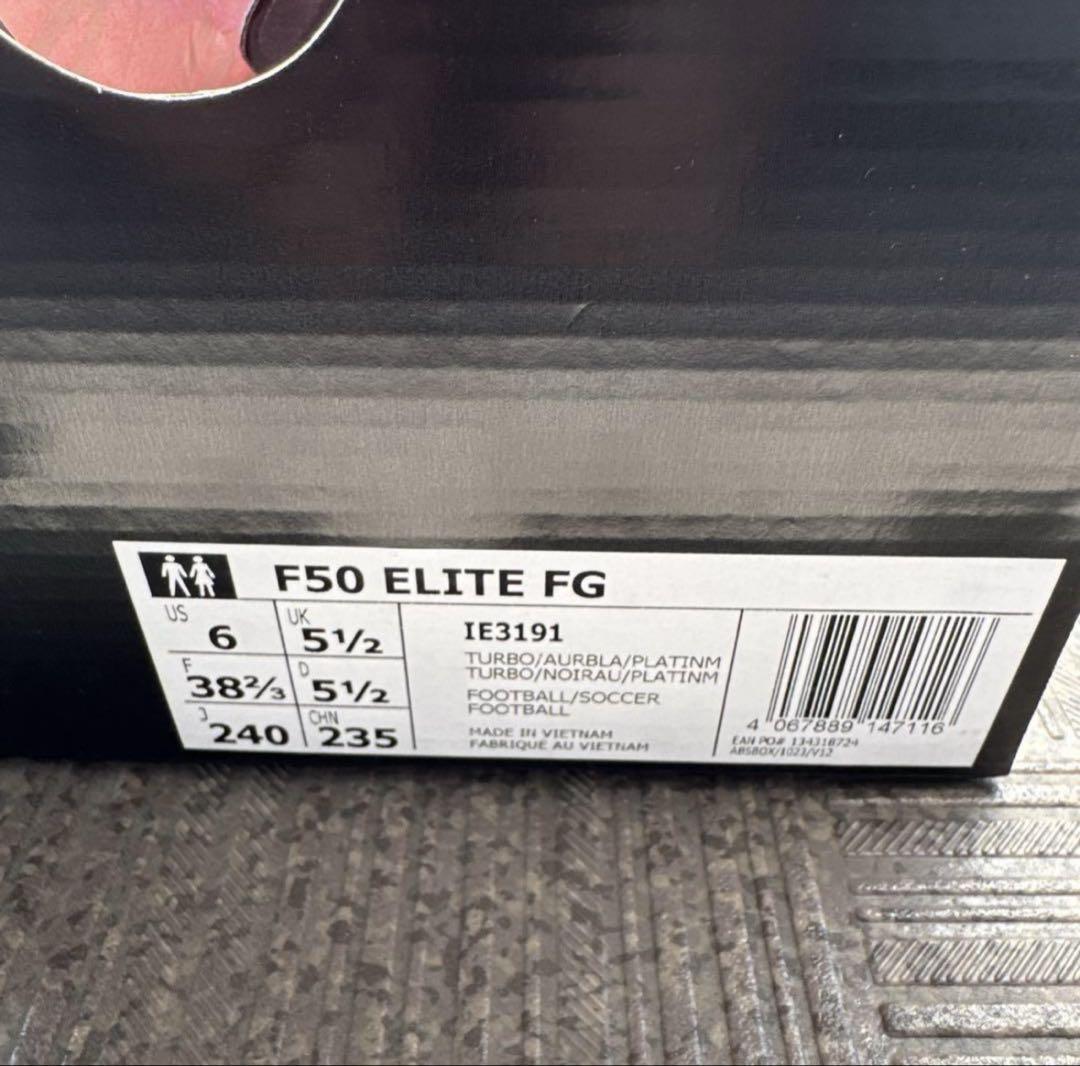 F50 ELITE FG
US 6 UK 5½
F 38⅔ D 5½
J 240 CHN 235
IE3191
TURBO/AURBLA/PLATINM
TURBO/NOIRAU/PLATINM
FOOTBALL/SOCCER
FOOTBALL
MADE IN VIETNAM
FABRIQUÉ AU VIETNAM
4 067889 147116
EAN PO# 134318724
ABSBOX/1023/V12